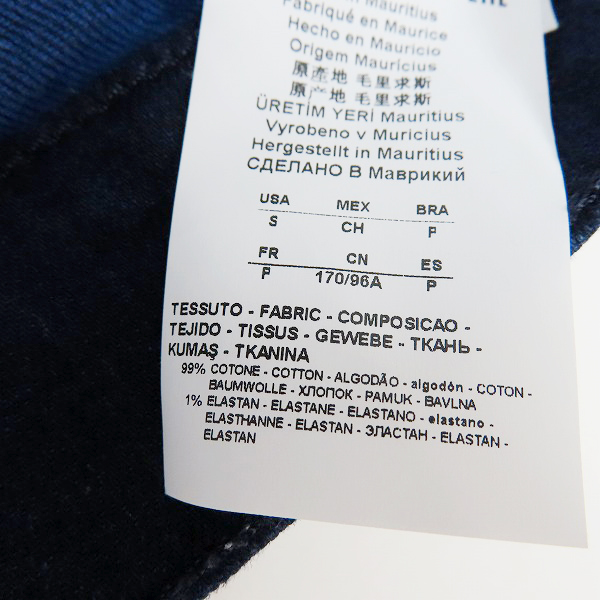 in Mauritius
Fabriqué en Maurice
Hecho en Mauricio
Origem Maurícius
原產地 毛里求斯
原产地 毛里求斯
ÜRETİM YERİ Mauritius
Vyrobeno v Muricius
Hergestellt in Mauritius
СДЕЛАНО В Маврикий
USA MEX BRA
S CH P
FR CN ES
P 170/96A P
TESSUTO - FABRIC - COMPOSICAO -
TEJIDO - TISSUS - GEWEBE - ТКАНЬ -
KUMAŞ - TKANINA
99% COTONE - COTTON - ALGODÃO - algodón - COTON -
BAUMWOLLE - ХЛОПОК - PAMUK - BAVLNA
1% ELASTAN - ELASTANE - ELASTANO - elastano -
ELASTHANNE - ELASTAN - ЭЛАСТАН - ELASTAN -
ELASTAN